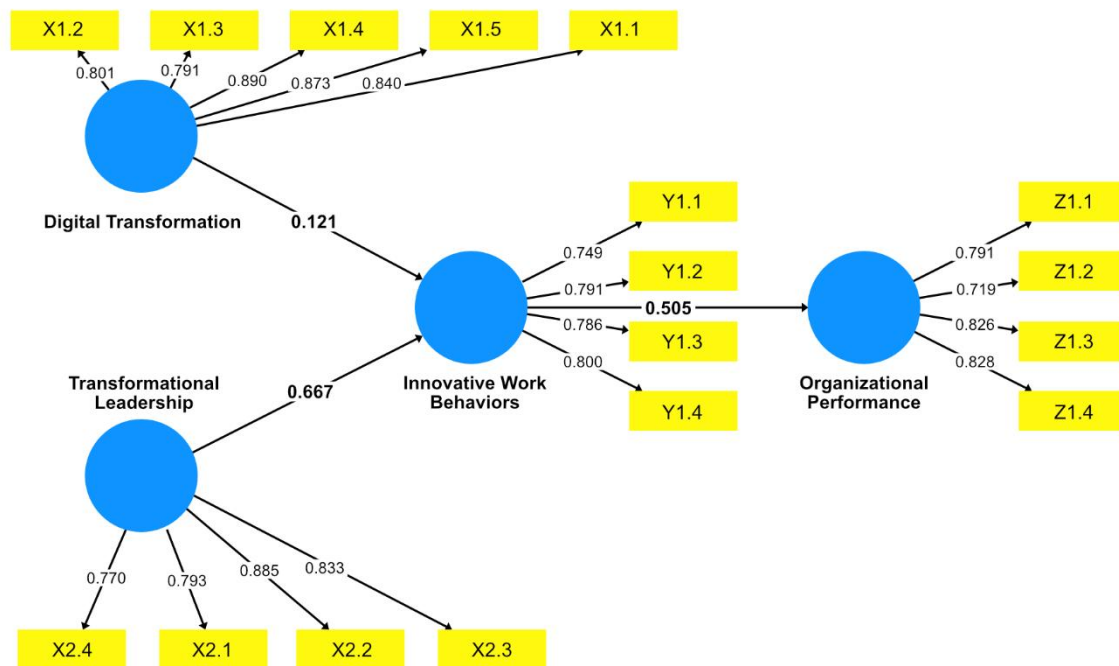 X1.2
X1.3
X1.4
X1.5
X1.1
0.801
0.791
0.890
0.873
0.840
Digital Transformation
0.121
Y1.1
Y1.2
Y1.3
Y1.4
0.749
0.791
0.786
0.800
0.505
Z1.1
Z1.2
Z1.3
Z1.4
0.791
0.719
0.826
0.828
Transformational
Leadership
0.667
Innovative Work
Behaviors
Organizational
Performance
0.770
0.793
0.885
0.833
X2.4
X2.1
X2.2
X2.3